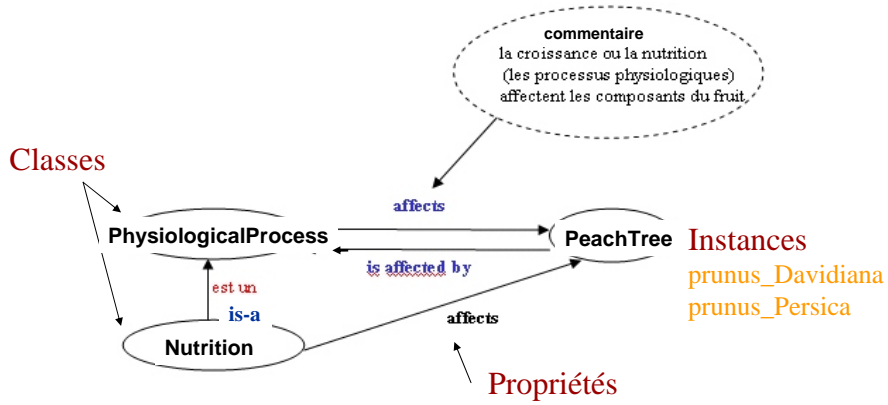 commentaire
la croissance ou la nutrition
(les processus physiologiques)
affectent les composants du fruit
Classes
affects
PhysiologicalProcess
PeachTree
Instances
is affected by
prunus_Davidiana
est un
prunus_Persica
is-a
affects
Nutrition
Propriétés